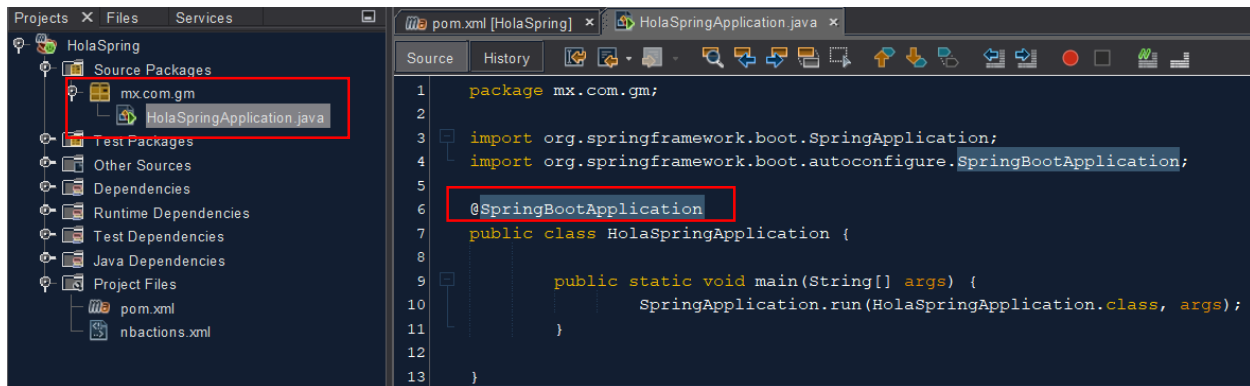 Projects Files Services
HolaSpring
Source Packages
mx.com.gm
HolaSpringApplication.java
Test Packages
Other Sources
Dependencies
Runtime Dependencies
Test Dependencies
Java Dependencies
Project Files
pom.xml
nbactions.xml
pom.xml [HolaSpring] HolaSpringApplication.java
Source History
1 package mx.com.gm;
2
3 import org.springframework.boot.SpringApplication;
4 import org.springframework.boot.autoconfigure.SpringBootApplication;
5
6 @SpringBootApplication
7 public class HolaSpringApplication {
8
9 public static void main(String[] args) {
10 SpringApplication.run(HolaSpringApplication.class, args);
11 }
12
13 }